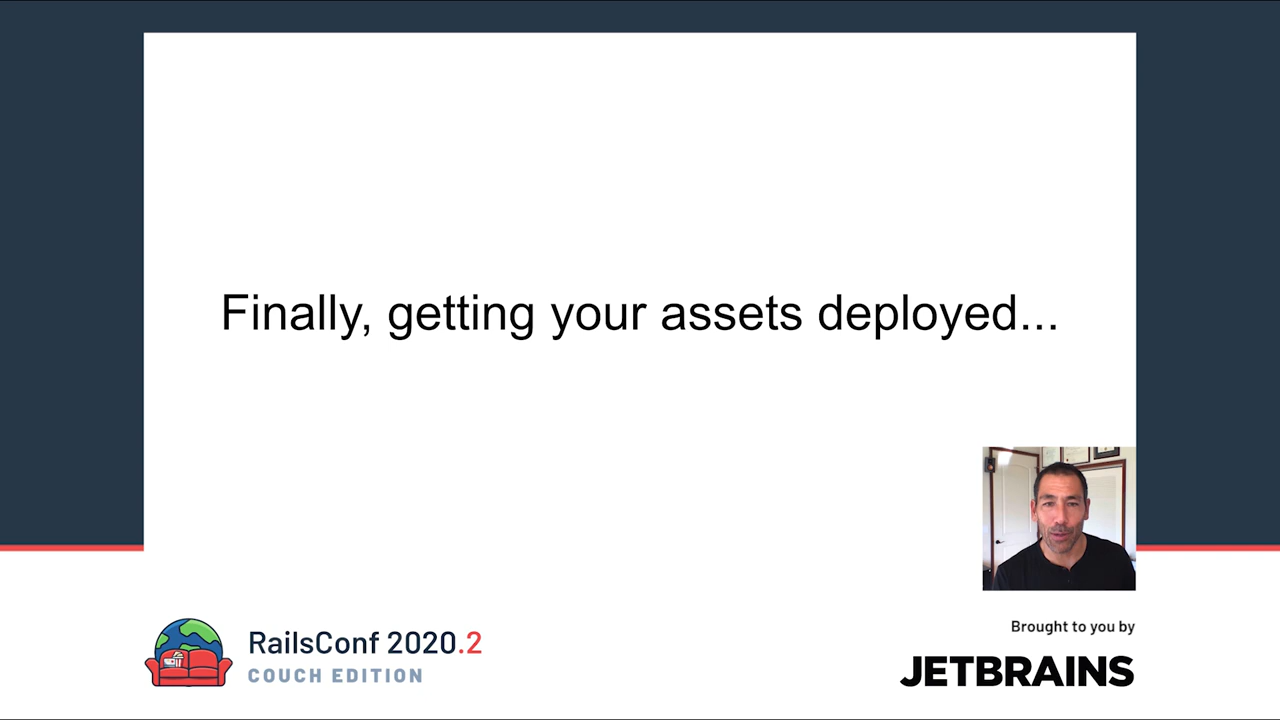 Finally, getting your assets deployed...
RailsConf 2020.2
COUCH EDITION
Brought to you by
JETBRAINS